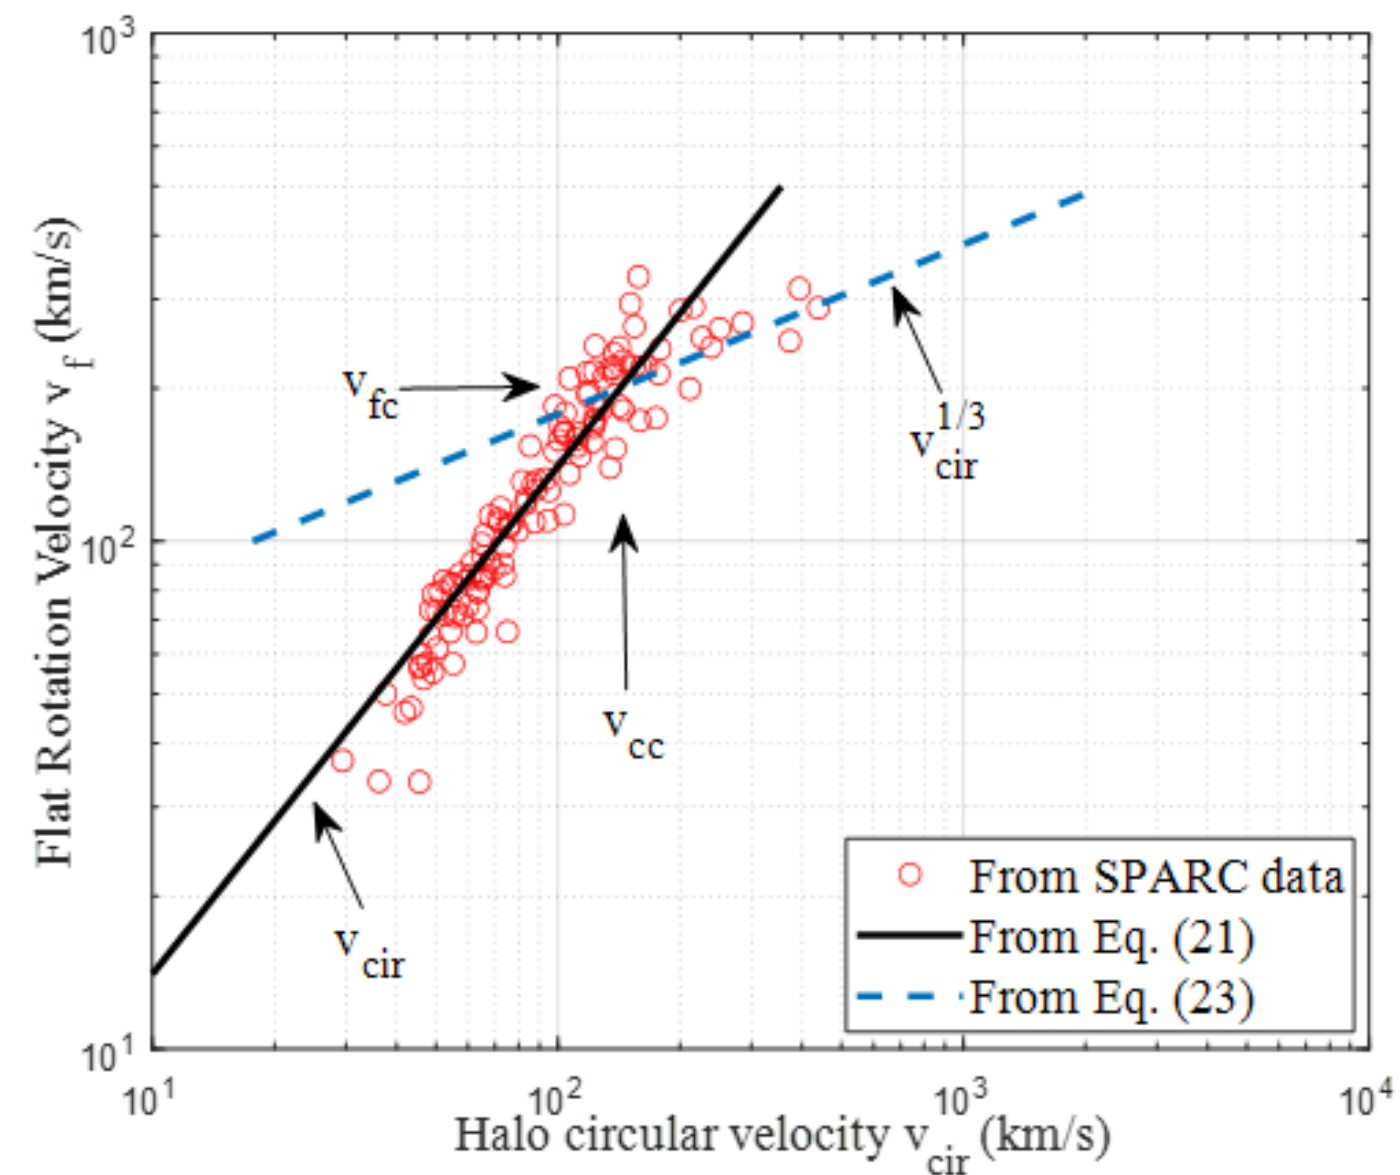 10^3
10^2
10^1
Flat Rotation Velocity v_f (km/s)
v_fc
v_cir^1/3
v_cc
v_cir
From SPARC data
From Eq. (21)
From Eq. (23)
10^1
10^2
10^3
10^4
Halo circular velocity v_cir (km/s)